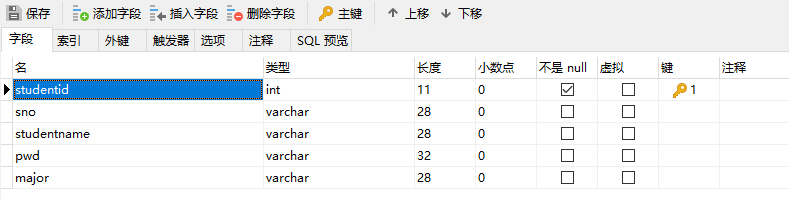 保存 添加字段 插入字段 删除字段 主键 上移 下移
字段 索引 外键 触发器 选项 注释 SQL 预览
名 类型 长度 小数点 不是 null 虚拟 键 注释
studentid int 11 0 1
sno varchar 28 0
studentname varchar 28 0
pwd varchar 32 0
major varchar 28 0